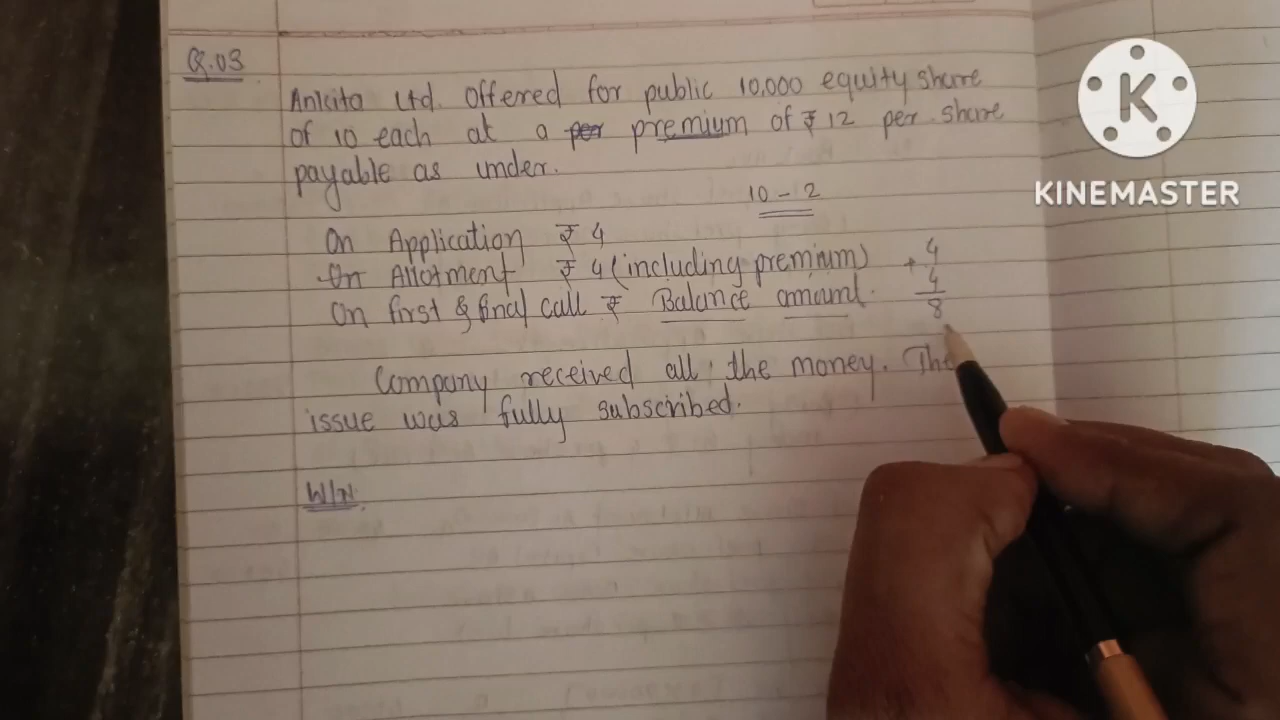 Q.03
Ankita Ltd. Offered for public 10,000 equity share
of 10 each at a per premium of ₹ 12 per share
payable as under.
10 - 2
On Application ₹ 4
On Allotment ₹ 4 (including premium)
On first & final call ₹ Balance amount.
+ 4
4
8
Company received all the money. The
issue was fully subscribed.
W/N.
K
KINEMASTER